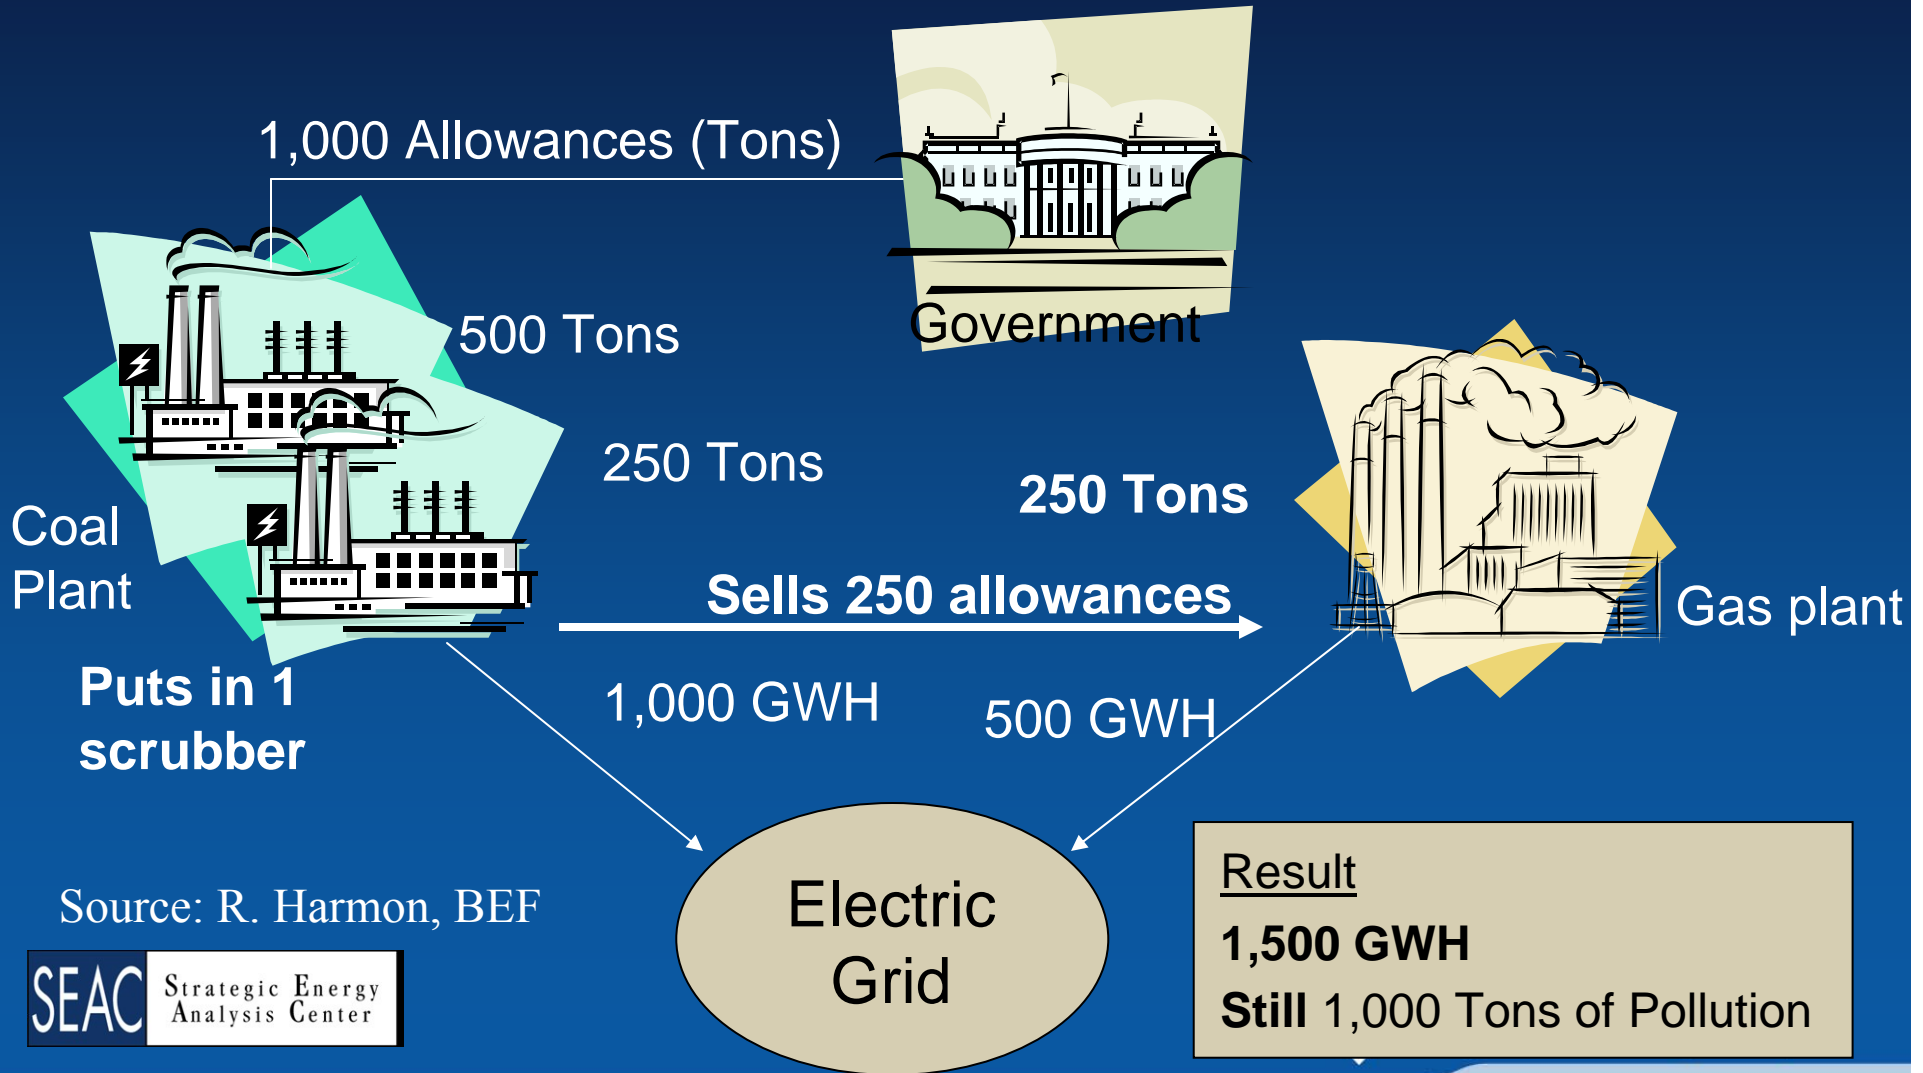 1,000 Allowances (Tons)
Government
500 Tons
250 Tons
250 Tons
Coal
Plant
Sells 250 allowances
Gas plant
Puts in 1
scrubber
1,000 GWH
500 GWH
Electric
Grid
Result
1,500 GWH
Still 1,000 Tons of Pollution
Source: R. Harmon, BEF
SEAC
Strategic Energy
Analysis Center